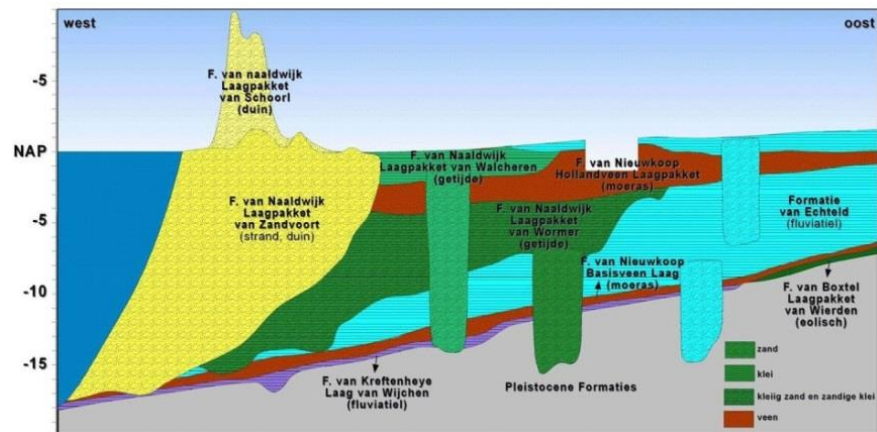 west
oost
-5
NAP
-5
-10
-15
F. van naaldwijk
Laagpakket
van Schoorl
(duin)
F. van Naaldwijk
Laagpakket
van Zandvoort
(strand, duin)
F. van Naaldwijk
Laagpakket van Walcheren
(getijde)
F. van Nieuwkoop
Hollandveen Laagpakket
(moeras)
F. van Naaldwijk
Laagpakket
van Wormer
(getijde)
Formatie
van Echteld
(fluviatiel)
F. van Nieuwkoop
Basisveen Laag
(moeras)
F. van Boxtel
Laagpakket
van Wierden
(eolisch)
F. van Kreftenheye
Laag van Wijchen
(fluviatiel)
Pleistocene Formaties
zand
klei
kleiig zand en zandige klei
veen